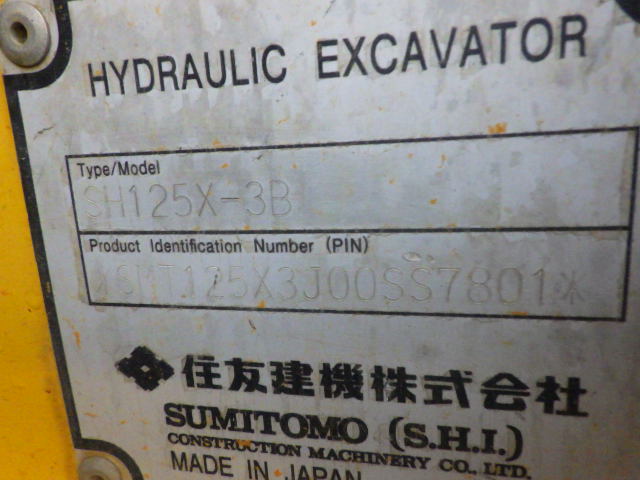 HYDRAULIC EXCAVATOR
Type/Model
SH125X-3B
Product Identification Number (PIN)
*SMT125X3J00SS7801*
住友建機株式会社
SUMITOMO (S.H.I.)
CONSTRUCTION MACHINERY CO., LTD.
MADE IN JAPAN